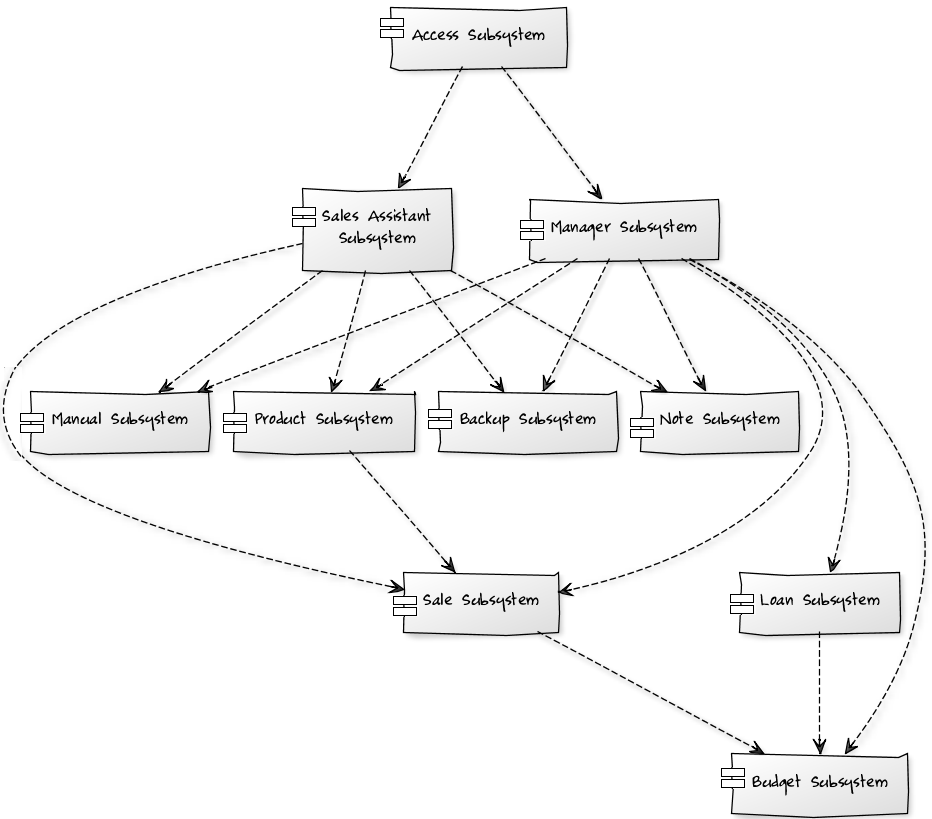 Access Subsystem
Sales Assistant
Subsystem
Manager Subsystem
Manual Subsystem
Product Subsystem
Backup Subsystem
Note Subsystem
Sale Subsystem
Loan Subsystem
Budget Subsystem